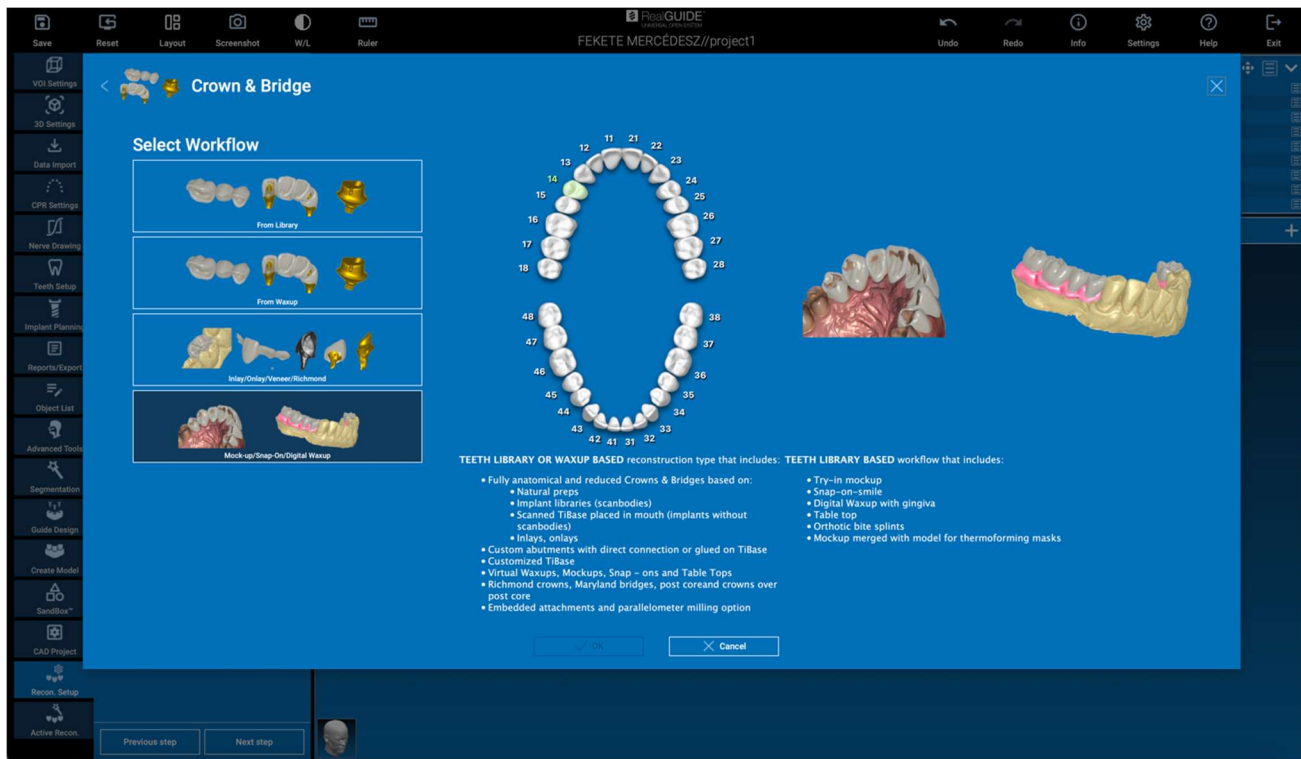 RealGUIDE™
UNIVERSAL OPEN SYSTEM
Save
Reset
Layout
Screenshot
W/L
Ruler
FEKETE MERCÉDESZ//project1
Undo
Redo
Info
Settings
Help
Exit
VOI Settings
3D Settings
Data Import
CPR Settings
Nerve Drawing
Teeth Setup
Implant Planning
Reports/Export
Object List
Advanced Tools
Segmentation
Guide Design
Create Model
SandBox™
CAD Project
Recon. Setup
Active Recon.
Crown & Bridge
Select Workflow
From Library
From Waxup
Inlay/Onlay/Veneer/Richmond
Mock-up/Snap-On/Digital Waxup
11 21
12 22
13 23
14 24
15 25
16 26
17 27
18 28
48 38
47 37
46 36
45 35
44 34
43 33
42 41 31 32
TEETH LIBRARY OR WAXUP BASED reconstruction type that includes:
• Fully anatomical and reduced Crowns & Bridges based on:
• Natural preps
• Implant libraries (scanbodies)
• Scanned TiBase placed in mouth (implants without
scanbodies)
• Inlays, onlays
• Custom abutments with direct connection or glued on TiBase
• Customized TiBase
• Virtual Waxups, Mockups, Snap – ons and Table Tops
• Richmond crowns, Maryland bridges, post coreand crowns over
post core
• Embedded attachments and parallelometer milling option
TEETH LIBRARY BASED workflow that includes:
• Try-in mockup
• Snap-on-smile
• Digital Waxup with gingiva
• Table top
• Orthotic bite splints
• Mockup merged with model for thermoforming masks
OK
Cancel
Previous step
Next step